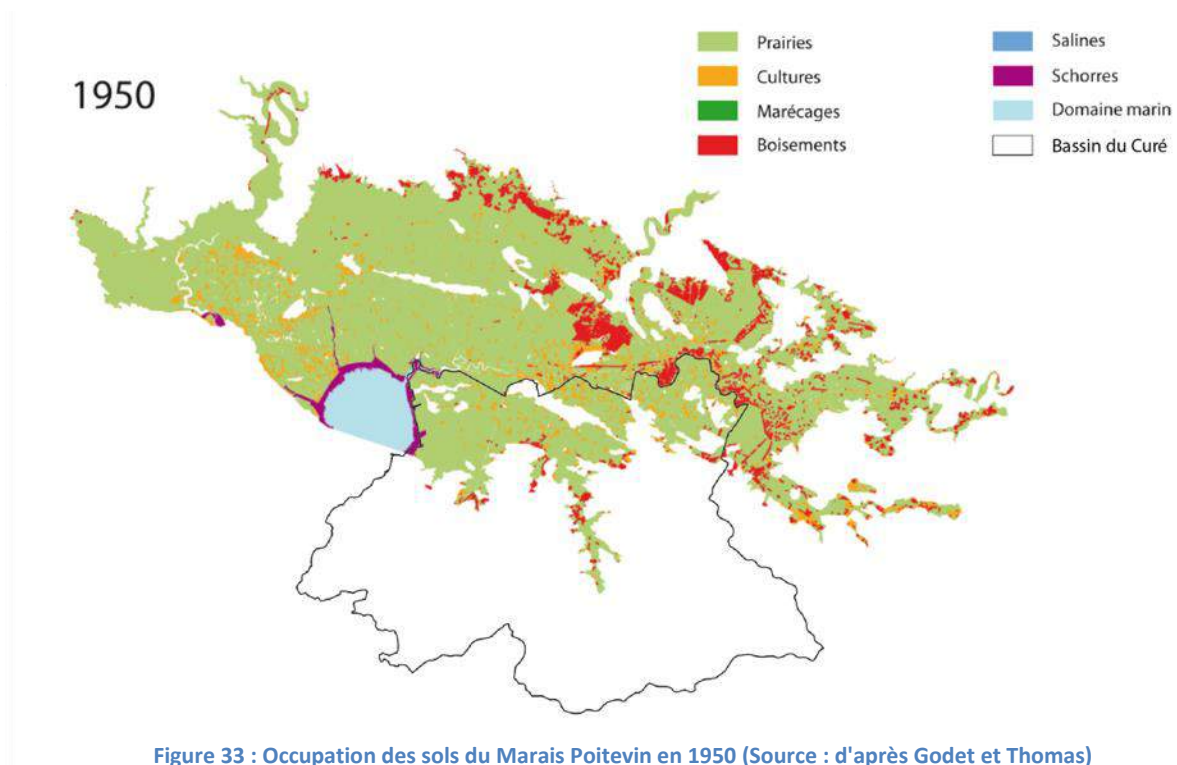 1950
Prairies
Cultures
Marécages
Boisements
Salines
Schorres
Domaine marin
Bassin du Curé
Figure 33 : Occupation des sols du Marais Poitevin en 1950 (Source : d'après Godet et Thomas)